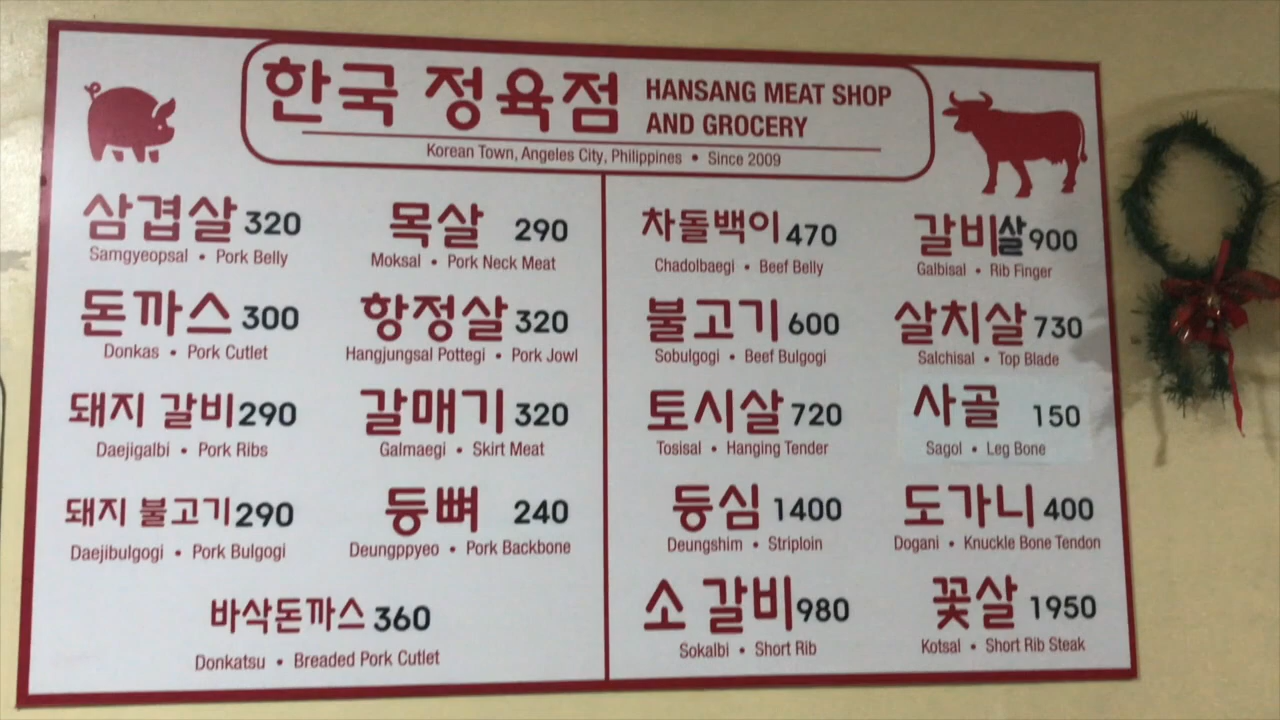 한국 정육점
HANSANG MEAT SHOP
AND GROCERY
Korean Town, Angeles City, Philippines • Since 2009
삼겹살 320
Samgyeopsal • Pork Belly
목살 290
Moksal • Pork Neck Meat
돈까스 300
Donkas • Pork Cutlet
항정살 320
Hangjungsal Pottegi • Pork Jowl
돼지 갈비 290
Daejigalbi • Pork Ribs
갈매기 320
Galmaegi • Skirt Meat
돼지 불고기 290
Daejibulgogi • Pork Bulgogi
등뼈 240
Deungppyeo • Pork Backbone
바삭돈까스 360
Donkatsu • Breaded Pork Cutlet
차돌백이 470
Chadolbaegi • Beef Belly
갈비살 900
Galbisal • Rib Finger
불고기 600
Sobulgogi • Beef Bulgogi
살치살 730
Salchisal • Top Blade
토시살 720
Tosisal • Hanging Tender
사골 150
Sagol • Leg Bone
등심 1400
Deungshim • Striploin
도가니 400
Dogani • Knuckle Bone Tendon
소 갈비 980
Sokalbi • Short Rib
꽃살 1950
Kotsal • Short Rib Steak